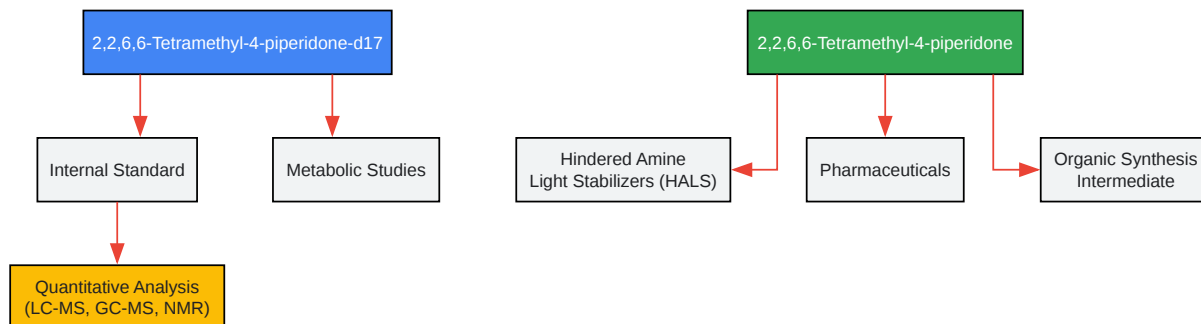 2,2,6,6-Tetramethyl-4-piperidone-d17
2,2,6,6-Tetramethyl-4-piperidone
Internal Standard
Metabolic Studies
Hindered Amine
Light Stabilizers (HALS)
Pharmaceuticals
Organic Synthesis
Intermediate
Quantitative Analysis
(LC-MS, GC-MS, NMR)